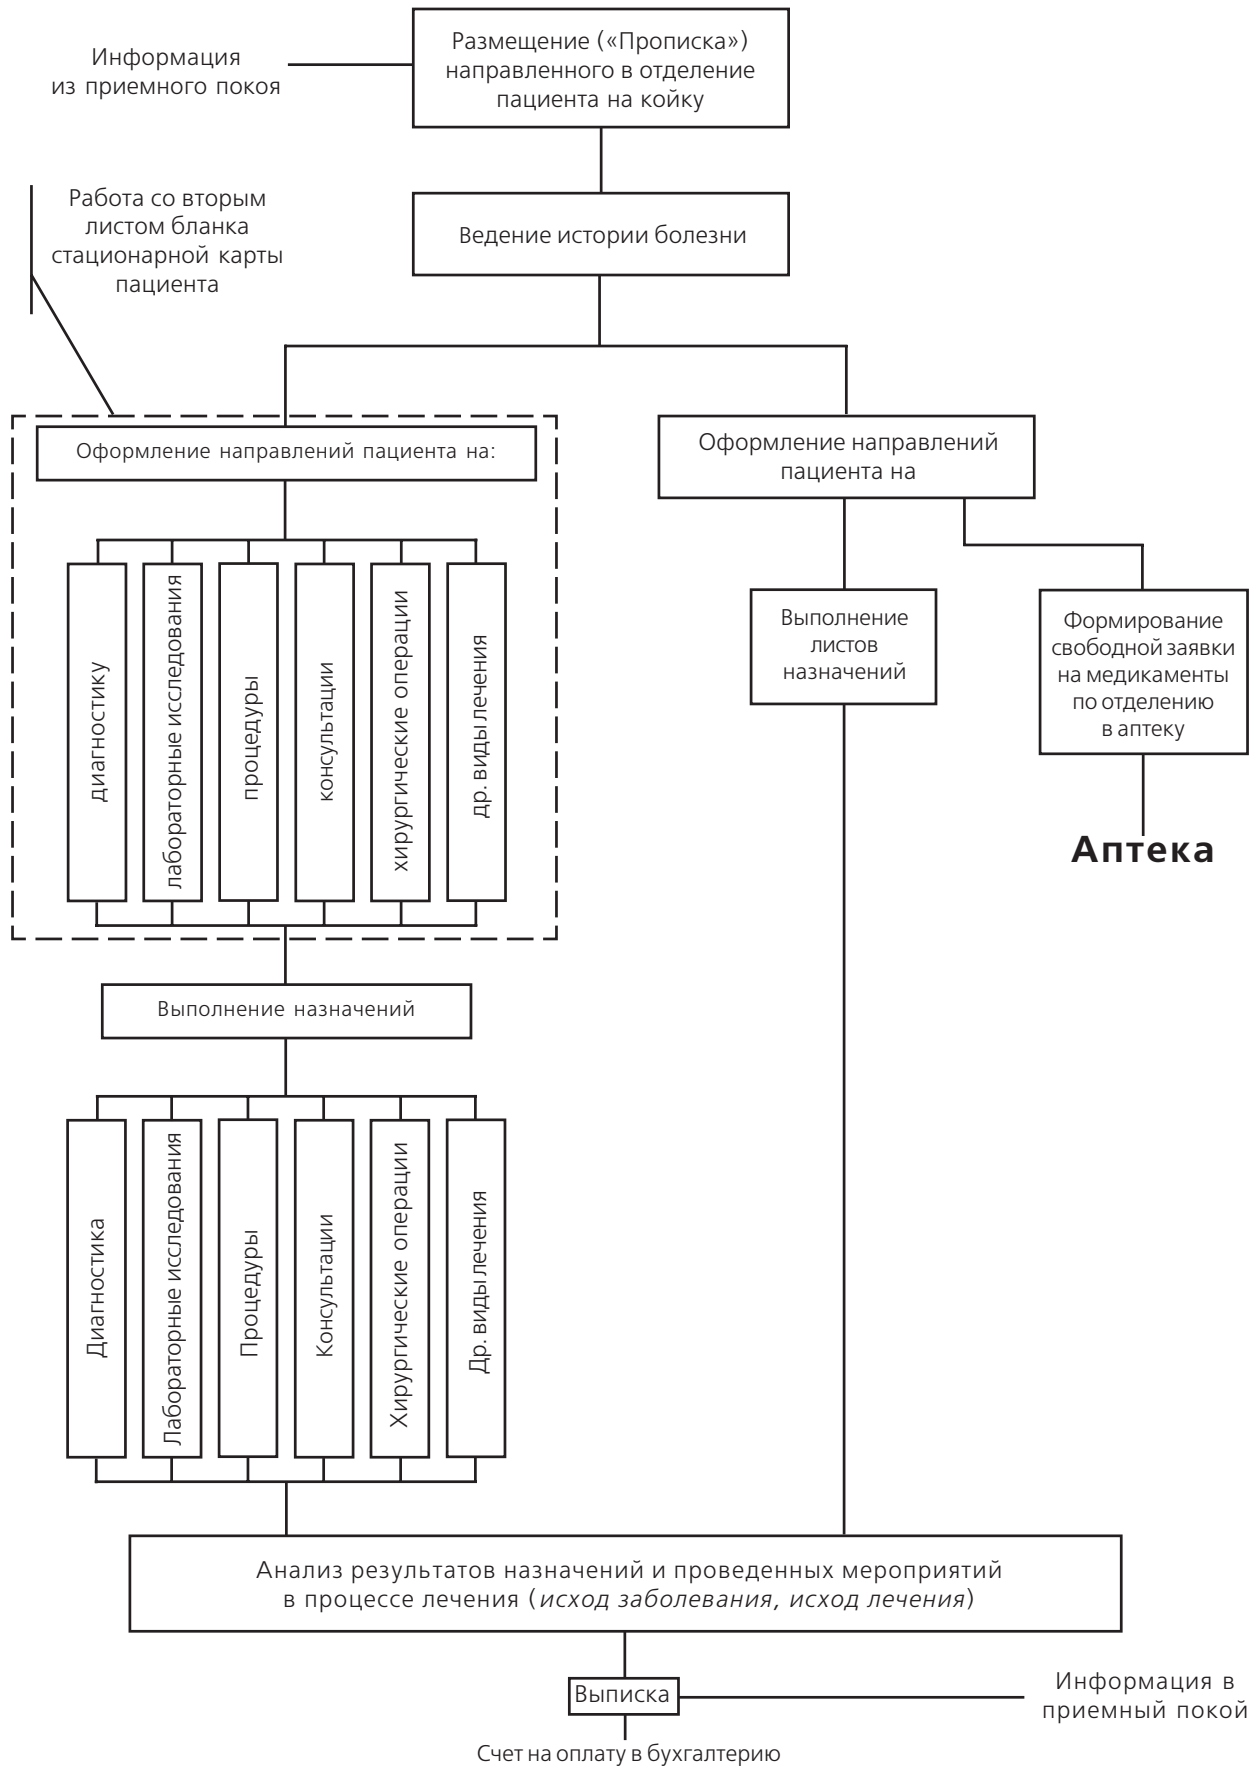 Размещение («Прописка»)
направленного в отделение
пациента на койку
Информация
из приемного покоя
Работа со вторым
листом бланка
стационарной карты
пациента
Ведение истории болезни
Оформление направлений пациента на:
диагностику
лабораторные исследования
процедуры
консультации
хирургические операции
др. виды лечения
Оформление направлений
пациента на
Выполнение
листов
назначений
Формирование
свободной заявки
на медикаменты
по отделению
в аптеку
Аптека
Выполнение назначений
Диагностика
Лабораторные исследования
Процедуры
Консультации
Хирургические операции
Др. виды лечения
Анализ результатов назначений и проведенных мероприятий
в процессе лечения (исход заболевания, исход лечения)
Выписка
Информация в
приемный покой
Счет на оплату в бухгалтерию